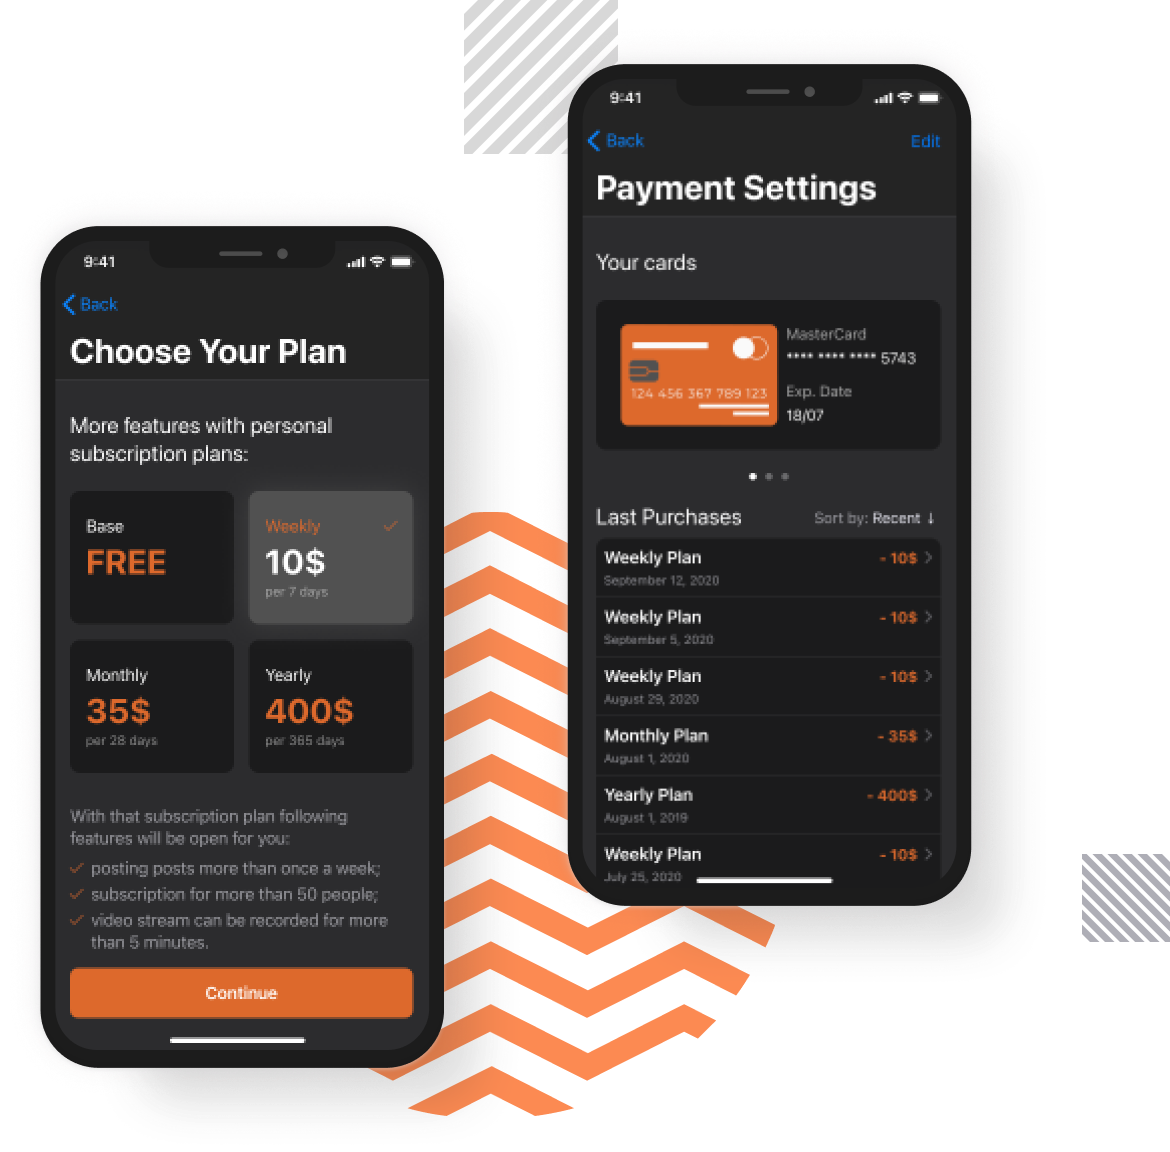 9:41
Back
Choose Your Plan
More features with personal
subscription plans:
Base
FREE
Weekly
10$
per 7 days
Monthly
35$
per 28 days
Yearly
400$
per 365 days
With that subscription plan following
features will be open for you:
posting posts more than once a week;
subscription for more than 50 people;
video stream can be recorded for more
than 5 minutes.
Continue
9:41
Back
Edit
Payment Settings
Your cards
124 456 367 789 123
MasterCard
**** **** **** 5743
Exp. Date
18/07
Last Purchases
Sort by: Recent ↓
Weekly Plan
- 10$
September 12, 2020
Weekly Plan
- 10$
September 5, 2020
Weekly Plan
- 10$
August 29, 2020
Monthly Plan
- 35$
August 1, 2020
Yearly Plan
- 400$
August 1, 2019
Weekly Plan
- 10$
July 25, 2020